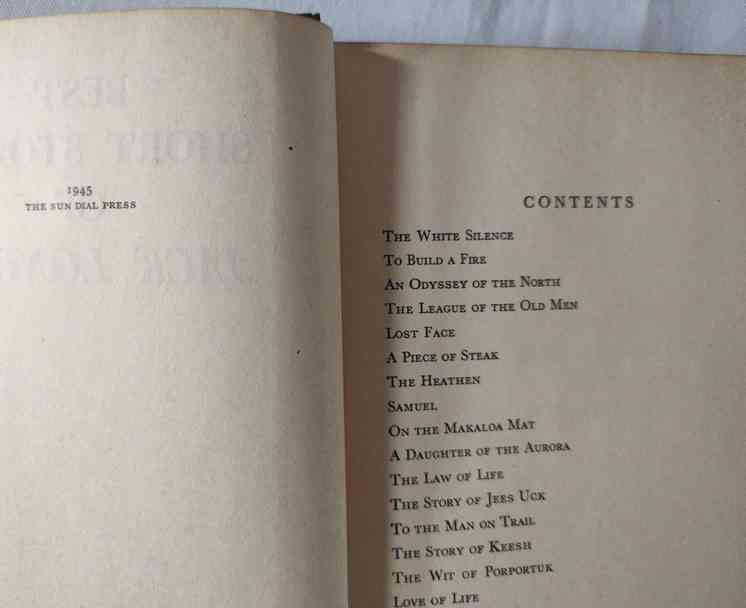 1945
THE SUN DIAL PRESS
CONTENTS
THE WHITE SILENCE
TO BUILD A FIRE
AN ODYSSEY OF THE NORTH
THE LEAGUE OF THE OLD MEN
LOST FACE
A PIECE OF STEAK
THE HEATHEN
SAMUEL
ON THE MAKALOA MAT
A DAUGHTER OF THE AURORA
THE LAW OF LIFE
THE STORY OF JEES UCK
TO THE MAN ON TRAIL
THE STORY OF KEESH
THE WIT OF PORPORTUK
LOVE OF LIFE